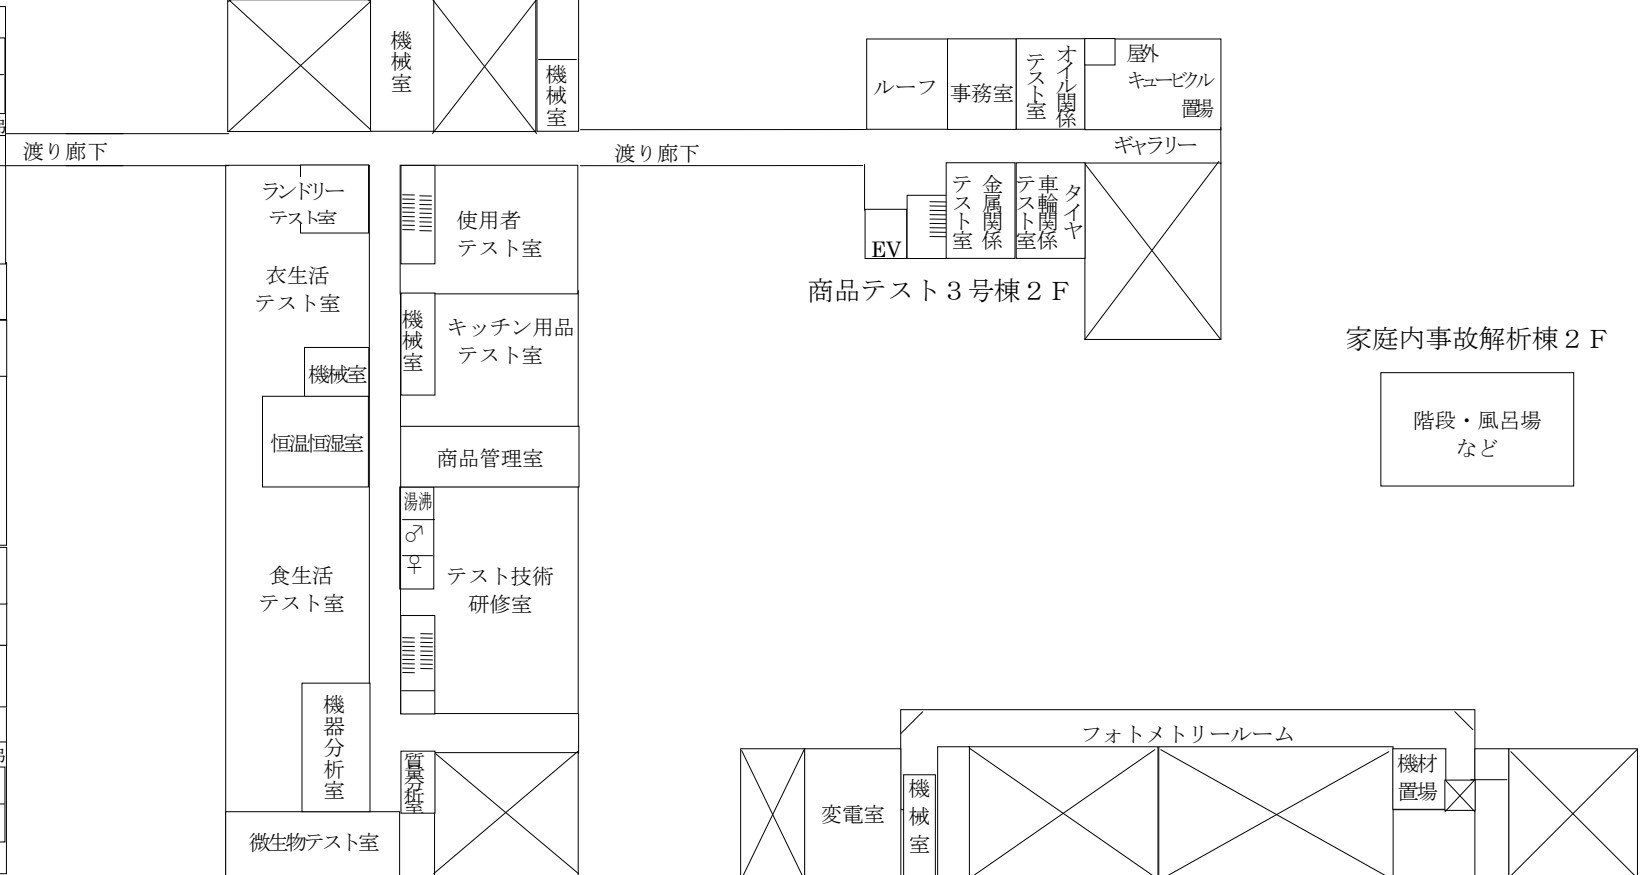 機械室
機械室
ルーフ
事務室
オイル関係
テスト室
屋外
キュービクル
置場
渡り廊下
渡り廊下
ギャラリー
ランドリー
テスト室
使用者
テスト室
EV
金属関係
テスト室
タイヤ
車輪関係
テスト室
衣生活
テスト室
商品テスト３号棟２Ｆ
機械室
キッチン用品
テスト室
家庭内事故解析棟２Ｆ
機械室
階段・風呂場
など
恒温恒湿室
商品管理室
湯沸
♂
♀
食生活
テスト室
テスト技術
研修室
機器分析室
質量分析室
微生物テスト室
フォトメトリールーム
変電室
機械室
機材
置場